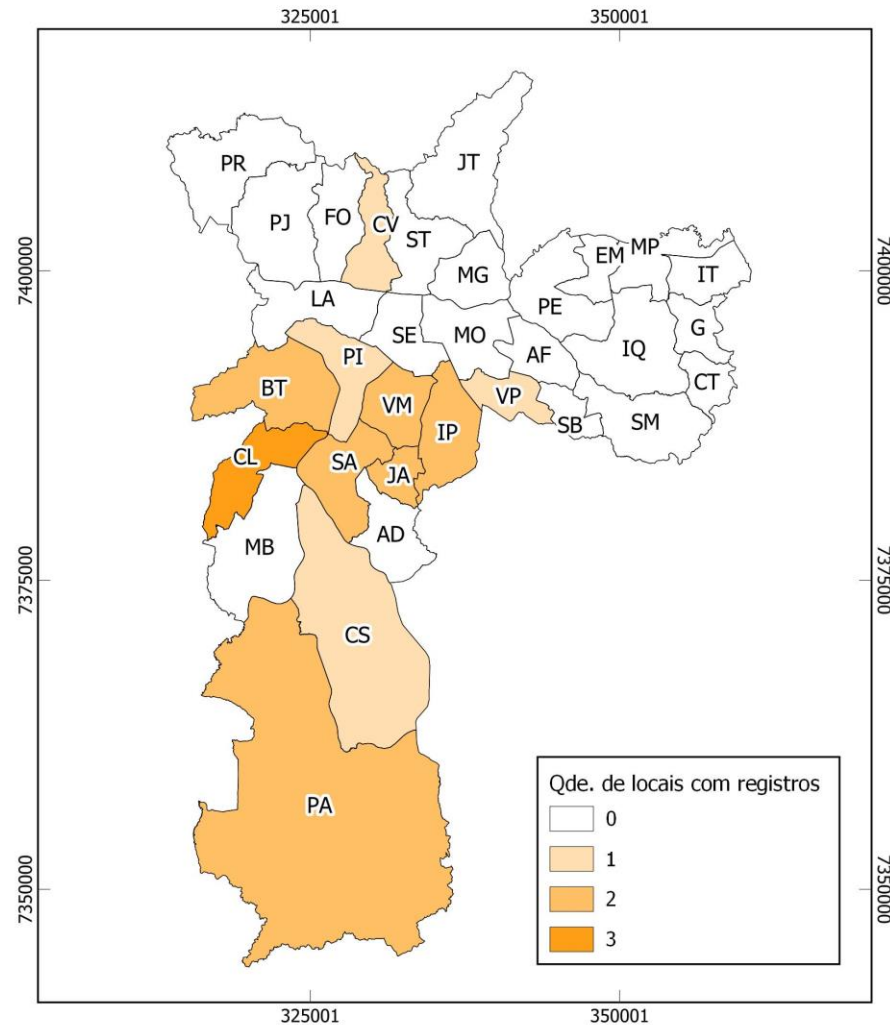 325001 350001
PR
JT
PJ
FO
CV
ST
MG
EM
MP
IT
7400000
7400000
LA
PE
SE
MO
AF
IQ
G
PI
BT
VM
IP
VP
SB
SM
CT
CL
SA
JA
MB
AD
7375000
7375000
CS
PA
Qde. de locais com registros
0
1
2
3
7350000
7350000
325001 350001